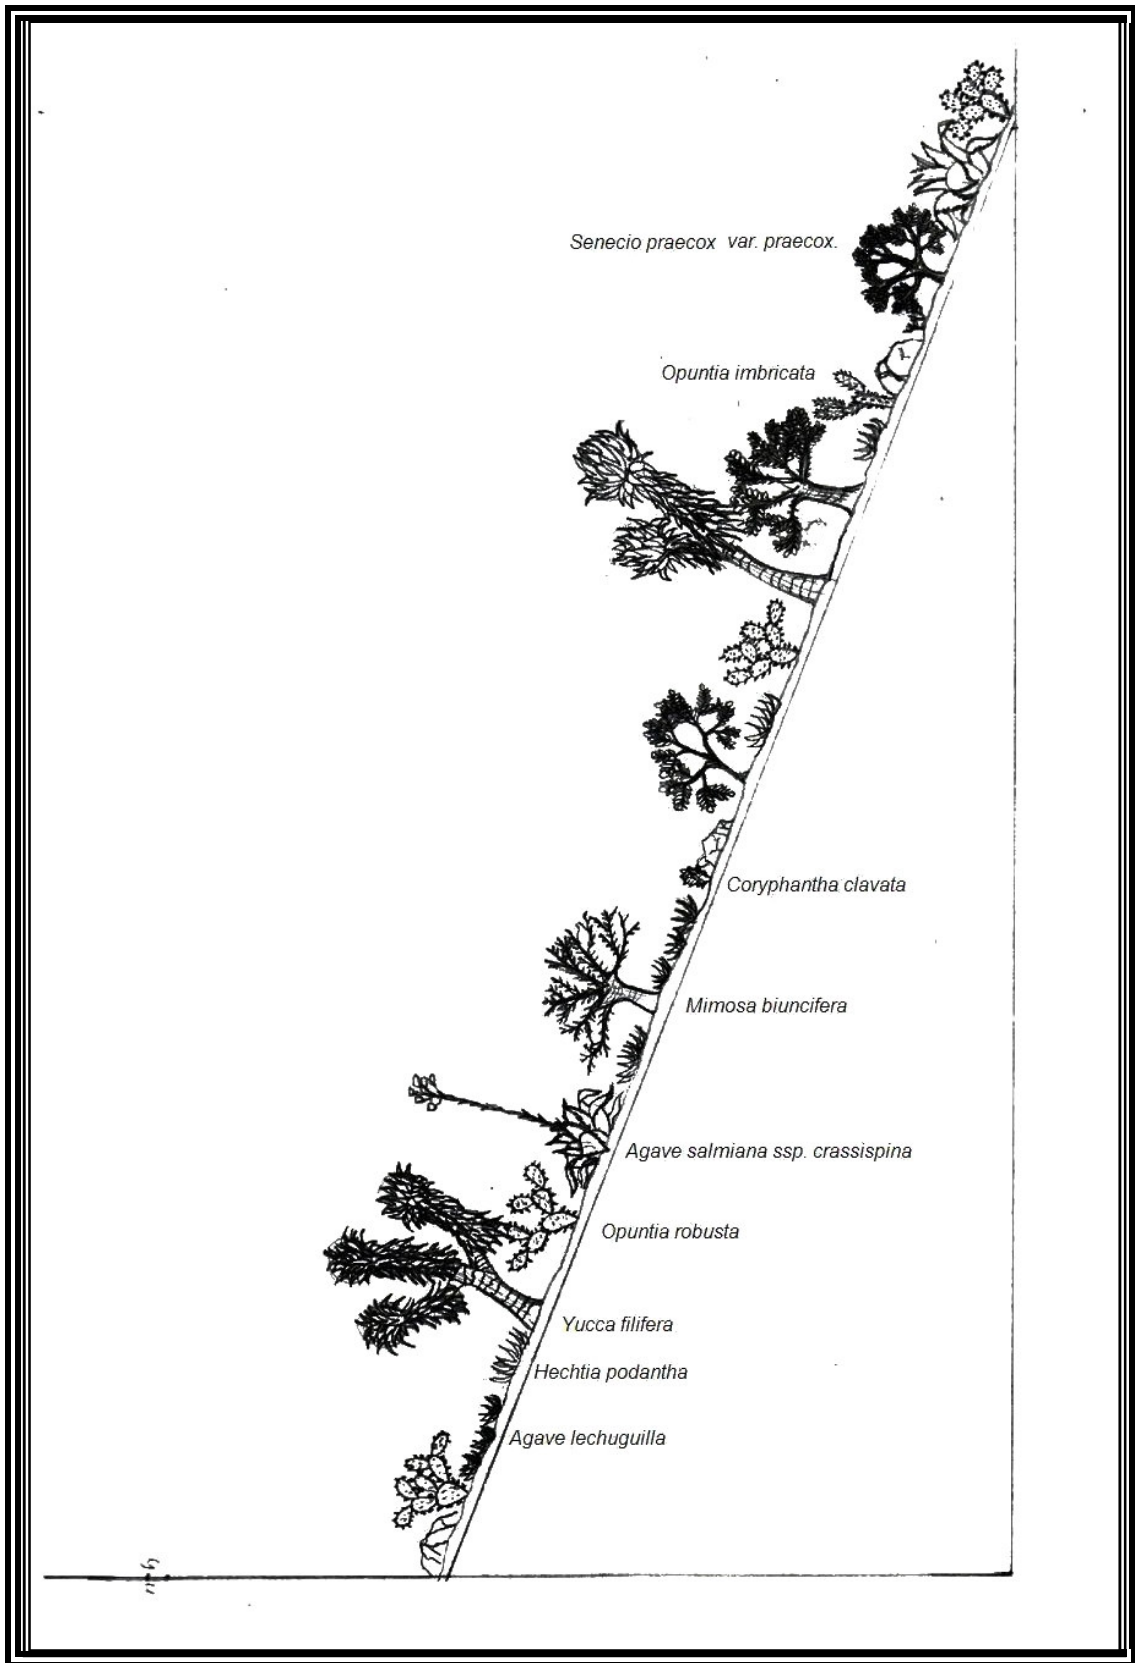 Senecio praecox var. praecox.
Opuntia imbricata
Coryphantha clavata
Mimosa biuncifera
Agave salmiana ssp. crassispina
Opuntia robusta
Yucca filifera
Hechtia podantha
Agave lechuguilla